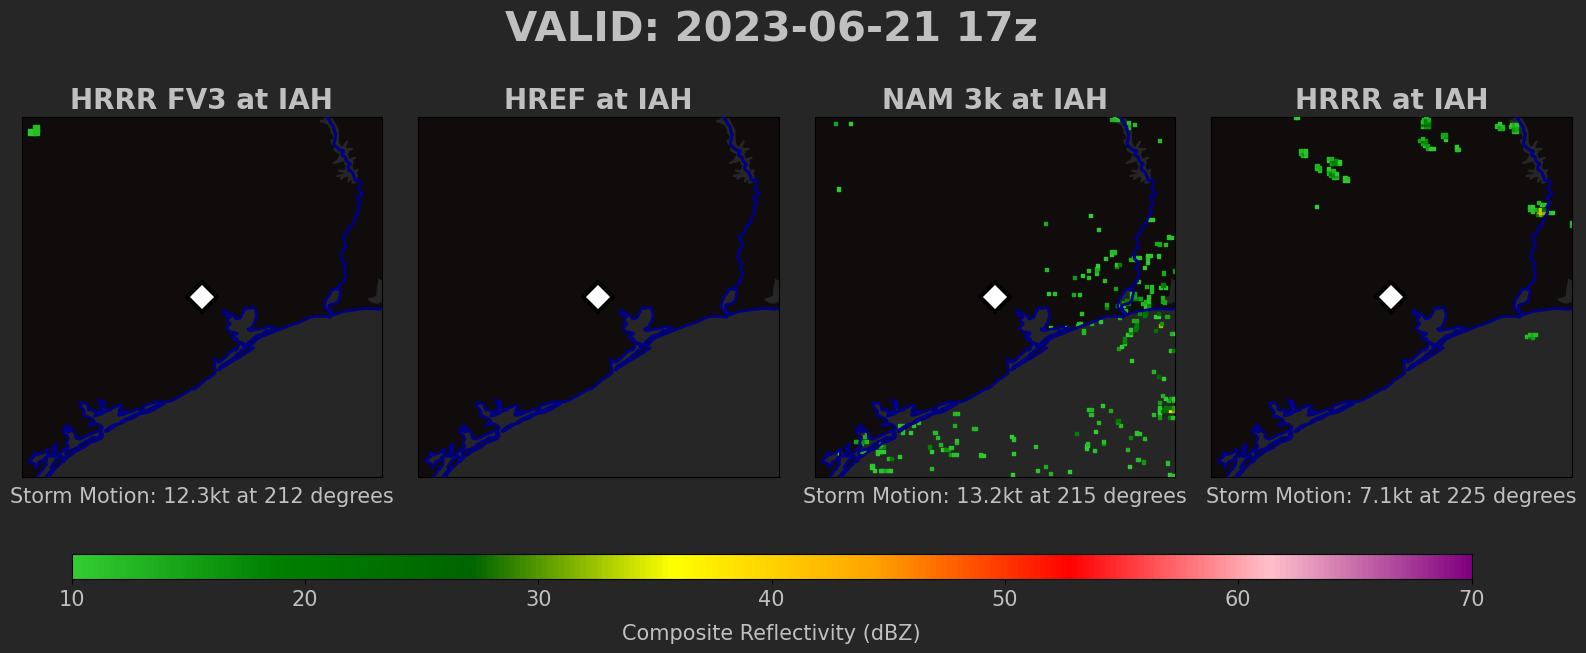 VALID: 2023-06-21 17z
HRRR FV3 at IAH
HREF at IAH
NAM 3k at IAH
HRRR at IAH
Storm Motion: 12.3kt at 212 degrees
Storm Motion: 13.2kt at 215 degrees
Storm Motion: 7.1kt at 225 degrees
10 20 30 40 50 60 70
Composite Reflectivity (dBZ)